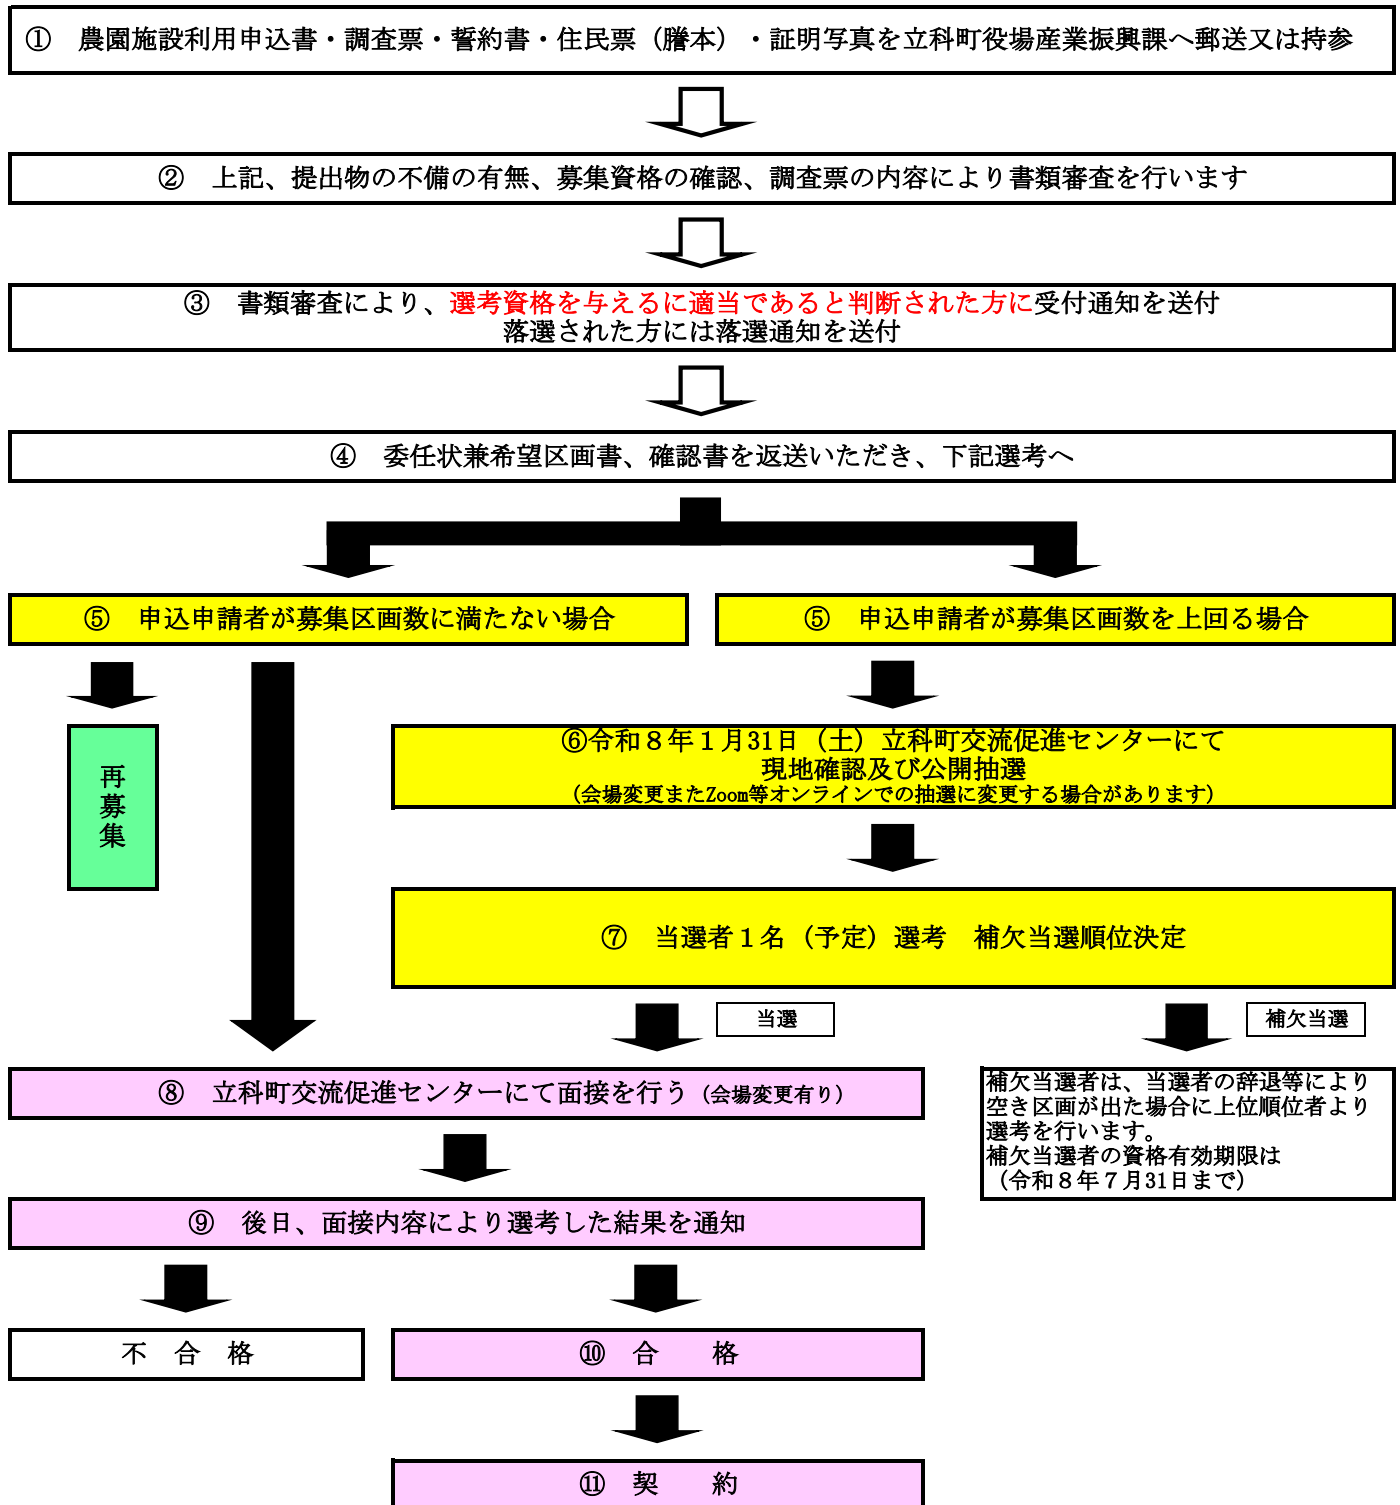 ① 農園施設利用申込書・調査票・誓約書・住民票（謄本）・証明写真を立科町役場産業振興課へ郵送又は持参
② 上記、提出物の不備の有無、募集資格の確認、調査票の内容により書類審査を行います
③ 書類審査により、選考資格を与えるに適当であると判断された方に受付通知を送付
落選された方には落選通知を送付
④ 委任状兼希望区画書、確認書を返送いただき、下記選考へ
⑤ 申込申請者が募集区画数に満たない場合
⑤ 申込申請者が募集区画数を上回る場合
再募集
⑥令和８年１月31日（土）立科町交流促進センターにて
現地確認及び公開抽選
（会場変更またZoom等オンラインでの抽選に変更する場合があります）
⑦ 当選者１名（予定）選考 補欠当選順位決定
当選
補欠当選
⑧ 立科町交流促進センターにて面接を行う（会場変更有り）
補欠当選者は、当選者の辞退等により
空き区画が出た場合に上位順位者より
選考を行います。
補欠当選者の資格有効期限は
（令和８年７月31日まで）
⑨ 後日、面接内容により選考した結果を通知
不 合 格
⑩ 合 格
⑪ 契 約